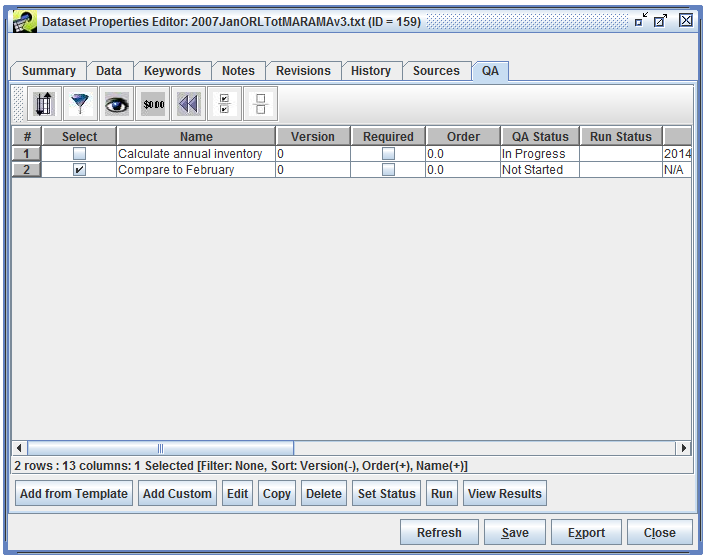 Dataset Properties Editor: 2007JanORLTotMARAMAv3.txt (ID = 159)
Summary Data Keywords Notes Revisions History Sources QA
$0.00
# Select Name Version Required Order QA Status Run Status
1 Calculate annual inventory 0 0.0 In Progress 2014
2 Compare to February 0 0.0 Not Started N/A
2 rows : 13 columns: 1 Selected [Filter: None, Sort: Version(-), Order(+), Name(+)]
Add from Template Add Custom Edit Copy Delete Set Status Run View Results
Refresh Save Export Close